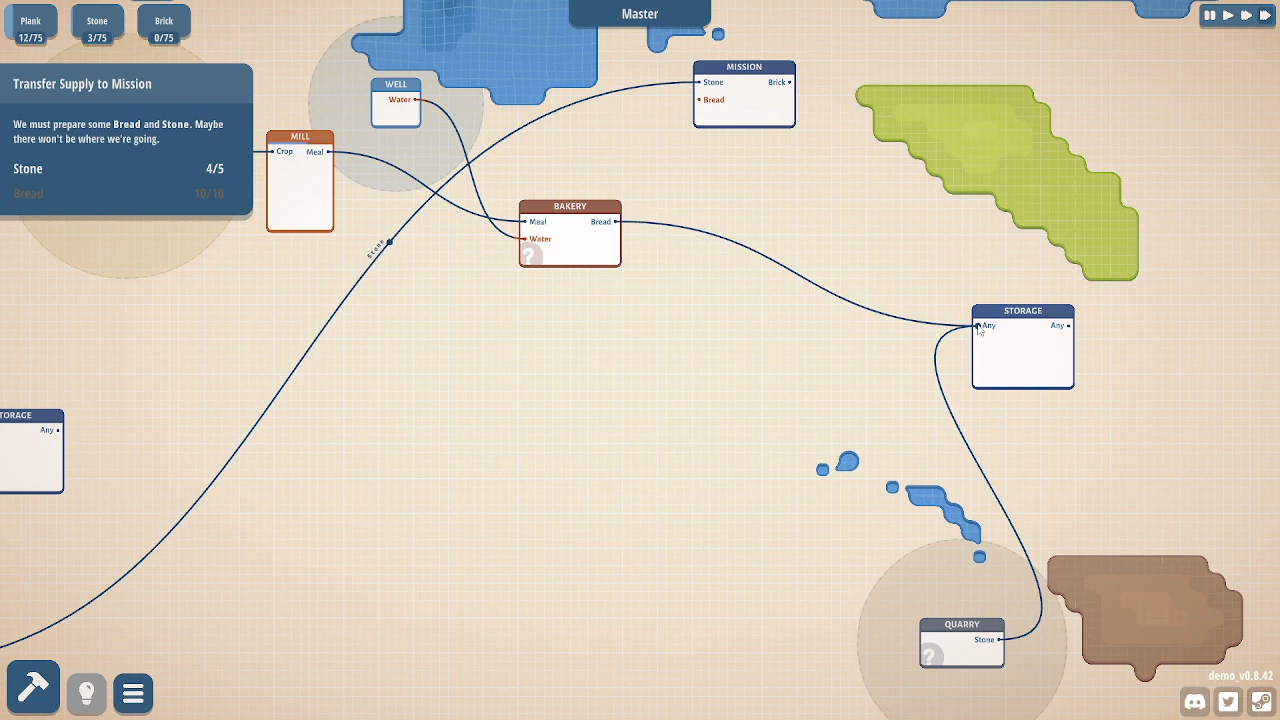 Plank
12/75
Stone
3/75
Brick
0/75
Master
Transfer Supply to Mission
We must prepare some Bread and Stone. Maybe
there won't be where we're going.
Stone 4/5
Bread 10/10
WELL
Water
MISSION
Stone Brick
Bread
MILL
Crop Meal
BAKERY
Meal Bread
Water
?
Stone
STORAGE
Any Any
TORAGE
Any
QUARRY
Stone
?
demo_v0.8.42